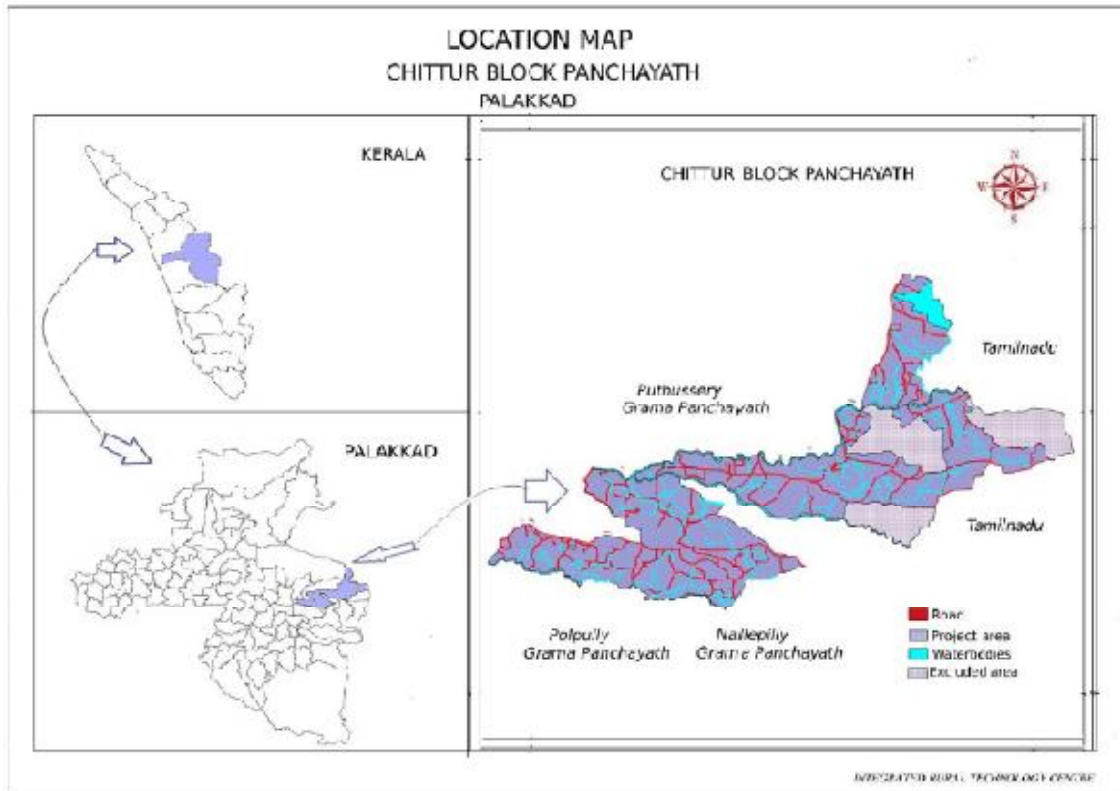 LOCATION MAP
CHITTUR BLOCK PANCHAYATH
PALAKKAD
KERALA
PALAKKAD
CHITTUR BLOCK PANCHAYATH
N
W E
S
Tamilnadu
Puthussery
Grama Panchayath
Tamilnadu
Polpully
Grama Panchayath
Nallepilly
Grama Panchayath
Road
Project area
Waterbodies
Excluded area
INTEGRATED RURAL TECHNOLOGY CENTRE